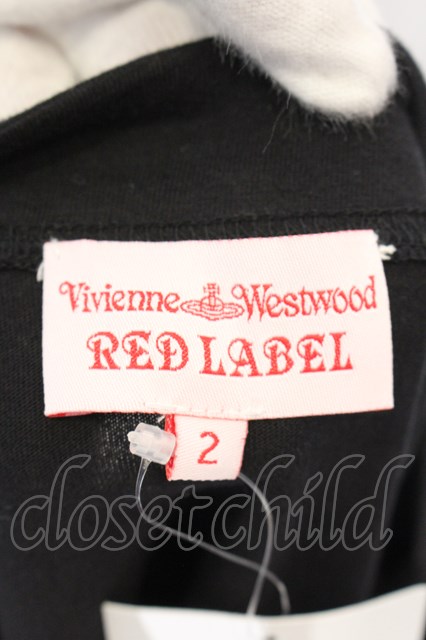 Vivienne Westwood
RED LABEL
2
closetchild